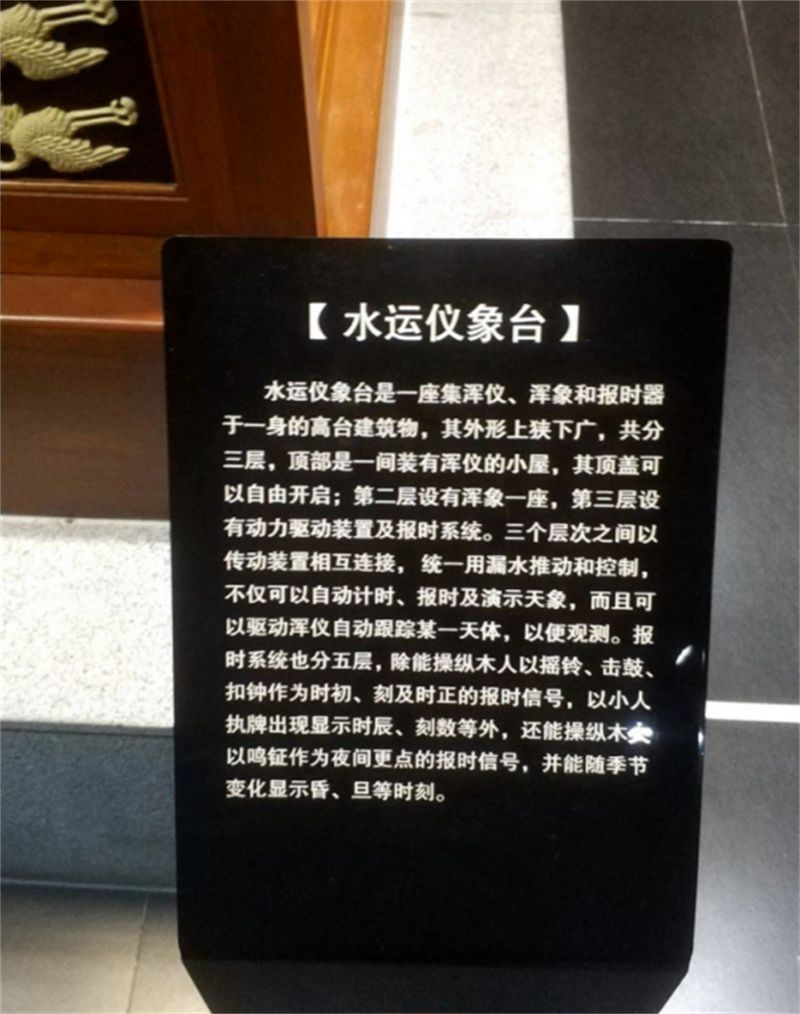 【水运仪象台】
水运仪象台是一座集浑仪、浑象和报时器
于一身的高台建筑物，其外形上狭下广，共分
三层，顶部是一间装有浑仪的小屋，其顶盖可
以自由开启；第二层设有浑象一座，第三层设
有动力驱动装置及报时系统。三个层次之间以
传动装置相互连接，统一用漏水推动和控制，
不仅可以自动计时、报时及演示天象，而且可
以驱动浑仪自动跟踪某一天体，以便观测。报
时系统也分五层，除能操纵木人以摇铃、击鼓、
扣钟作为时初、刻及时正的报时信号，以小人
执牌出现显示时辰、刻数等外，还能操纵木
以鸣钲作为夜间更点的报时信号，并能随季节
变化显示昏、旦等时刻。